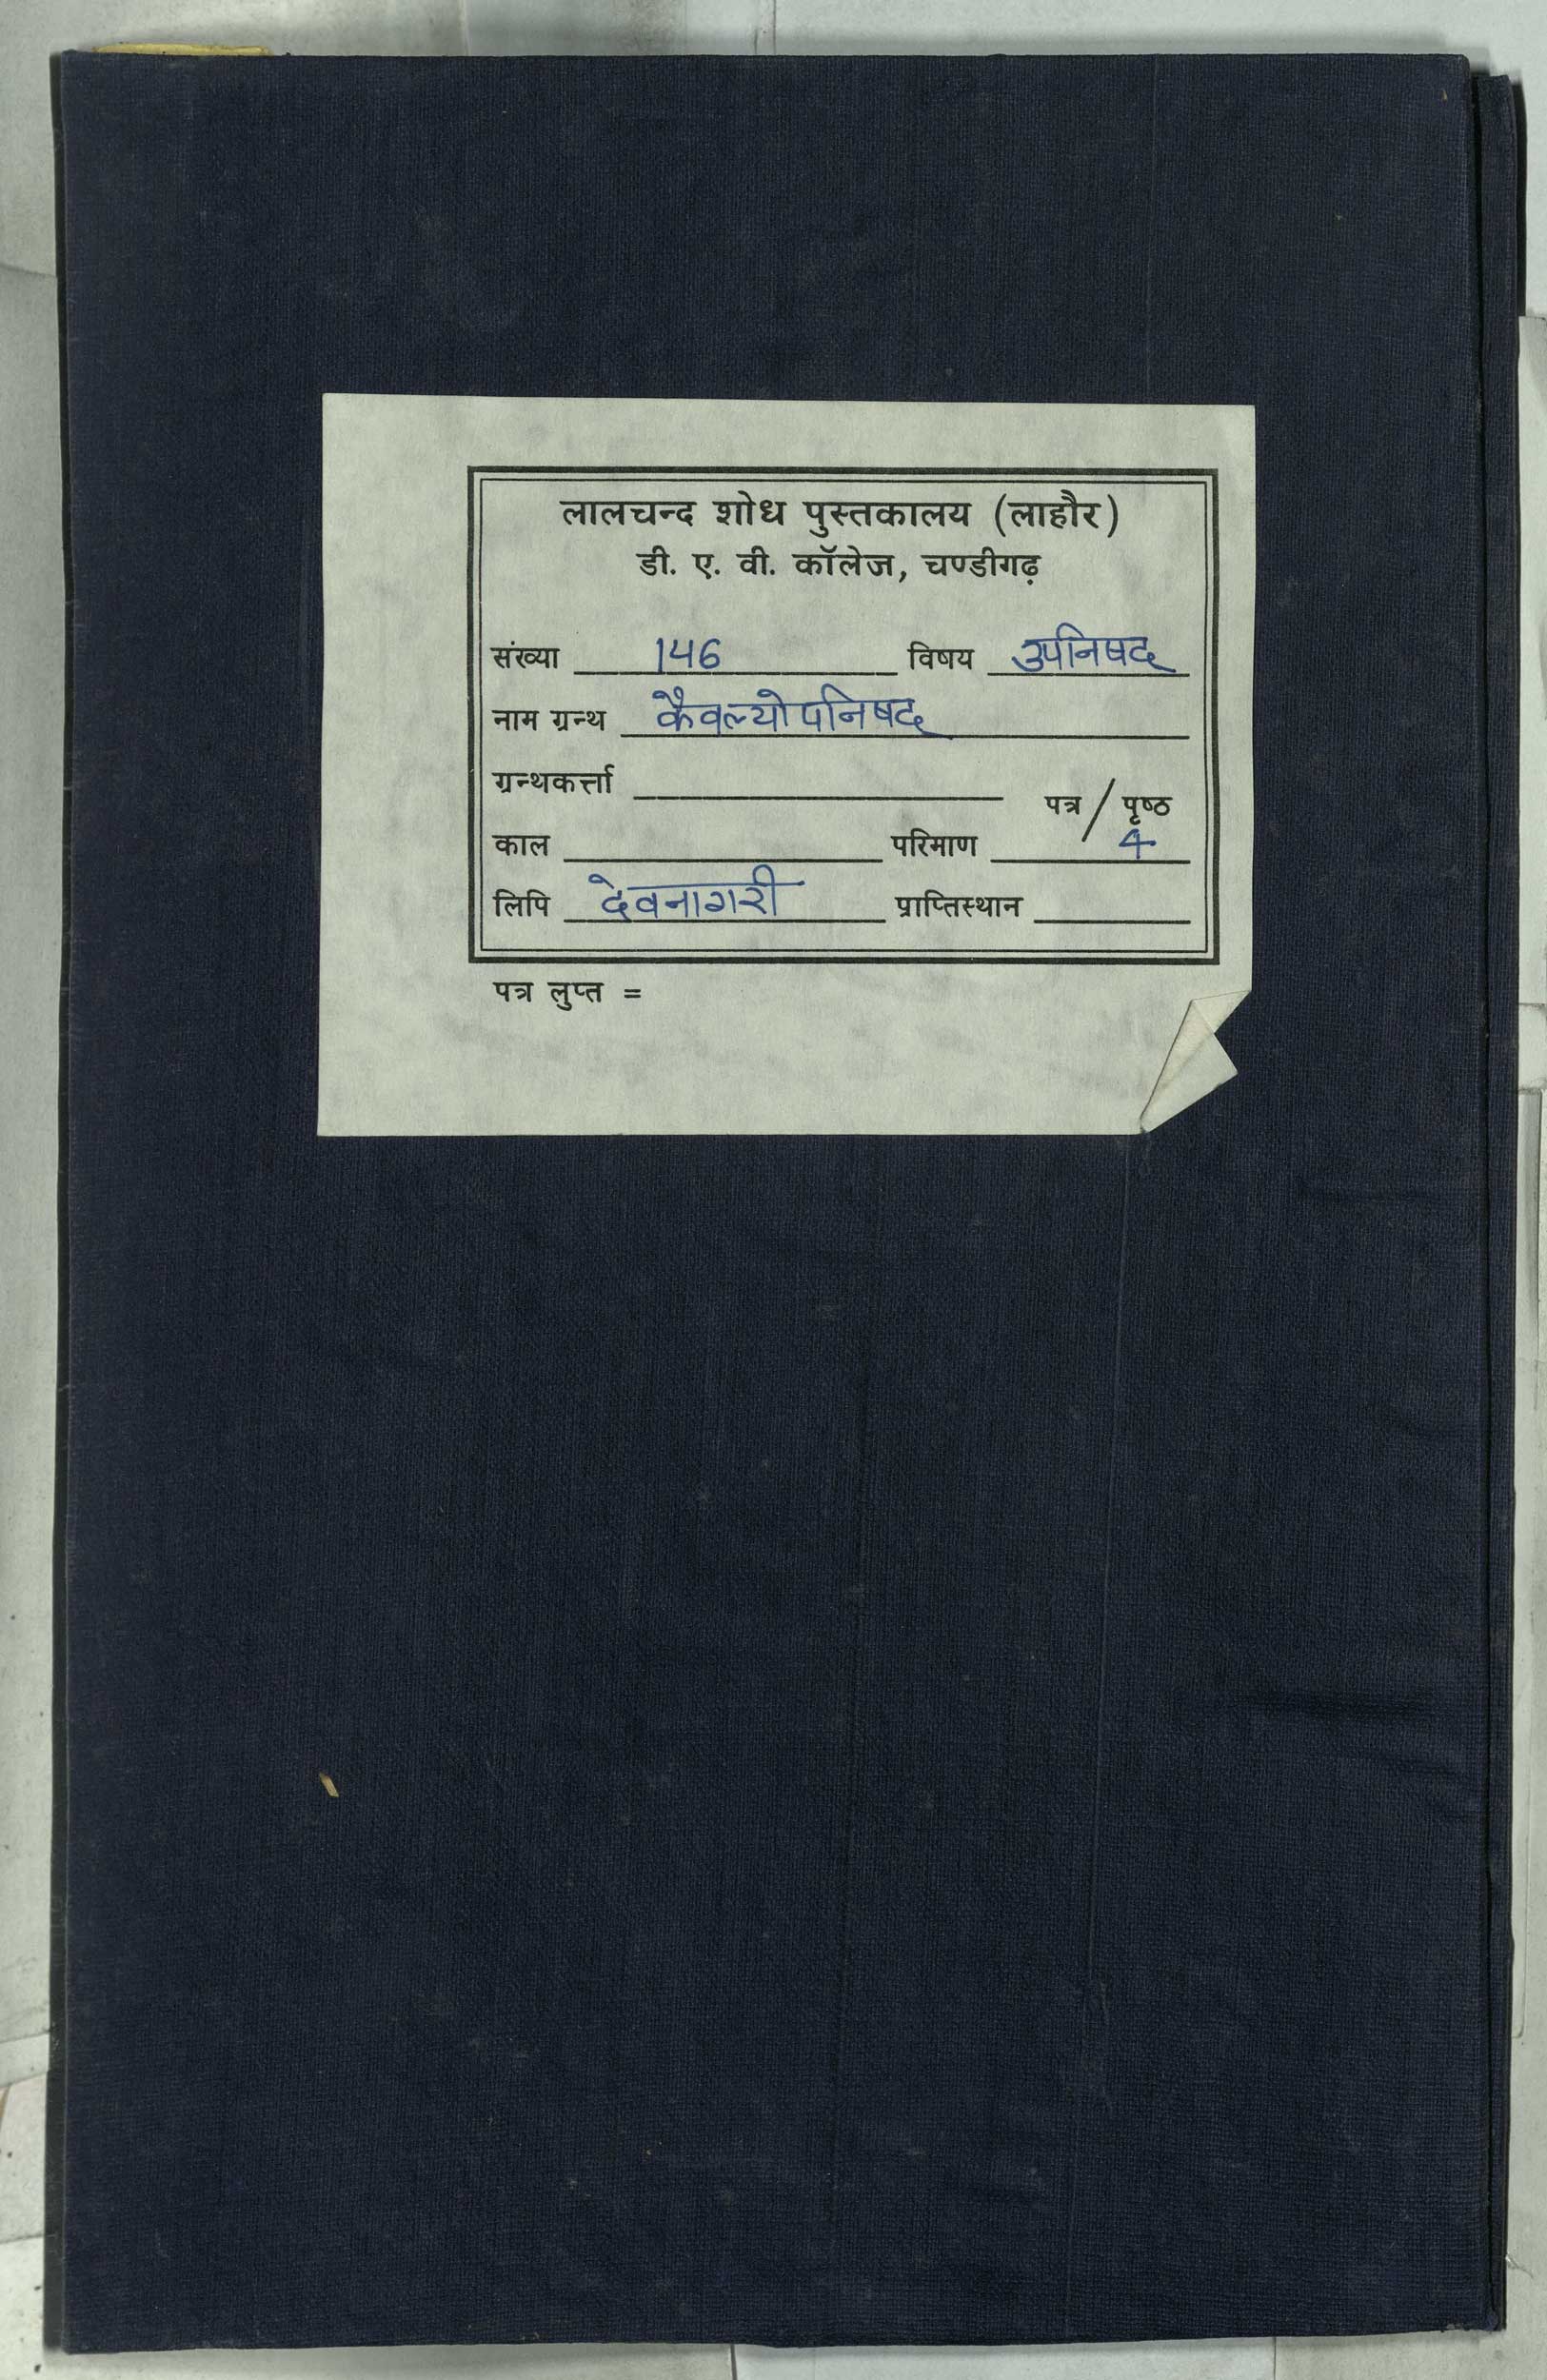 लालचन्द शोध पुस्तकालय (लाहौर)
डी. ए. वी. कॉलेज, चण्डीगढ़
संख्या 146 विषय उपनिषद्
नाम ग्रन्थ कैवल्योपनिषद्
ग्रन्थकर्त्ता
पत्र / पृष्ठ
काल परिमाण 4
लिपि देवनागरी प्राप्तिस्थान
पत्र लुप्त =